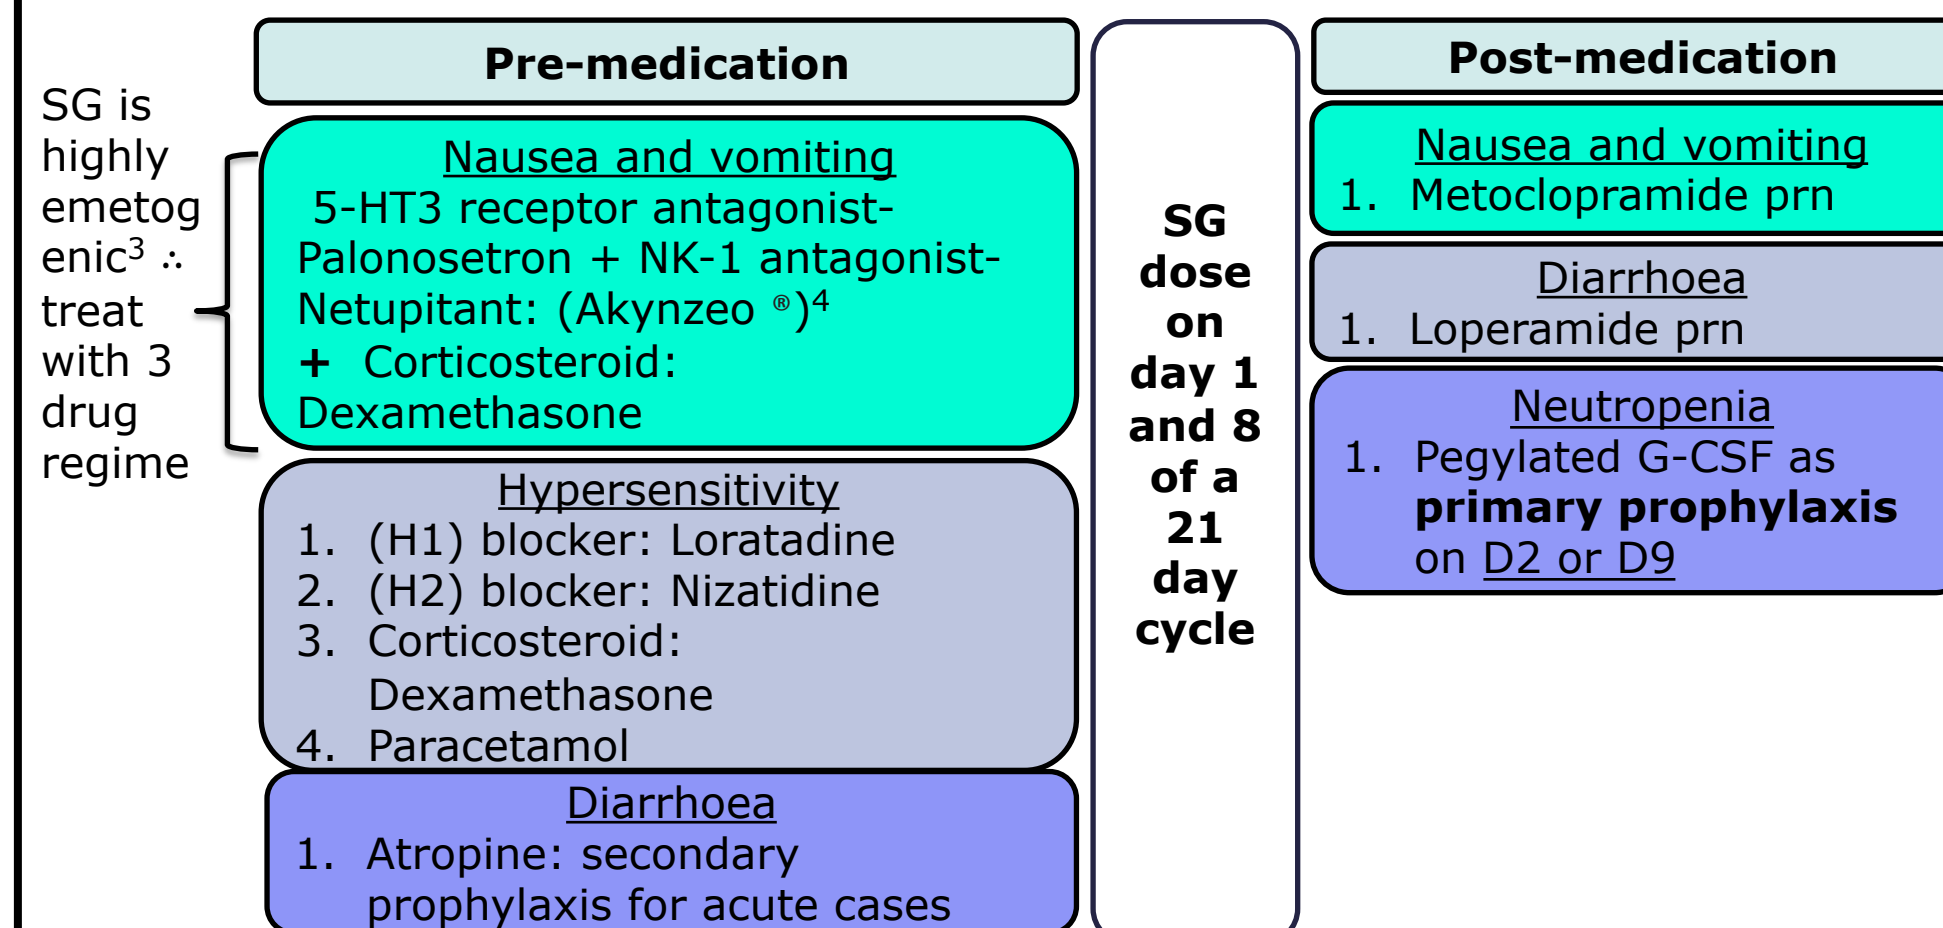 SG is
highly
emetog
enic³ ∴
treat
with 3
drug
regime
Pre-medication
Nausea and vomiting
5-HT3 receptor antagonist-
Palonosetron + NK-1 antagonist-
Netupitant: (Akynzeo ®)⁴
+ Corticosteroid:
Dexamethasone
Hypersensitivity
1. (H1) blocker: Loratadine
2. (H2) blocker: Nizatidine
3. Corticosteroid:
Dexamethasone
4. Paracetamol
Diarrhoea
1. Atropine: secondary
prophylaxis for acute cases
SG
dose
on
day 1
and 8
of a
21
day
cycle
Post-medication
Nausea and vomiting
1. Metoclopramide prn
Diarrhoea
1. Loperamide prn
Neutropenia
1. Pegylated G-CSF as
primary prophylaxis
on D2 or D9